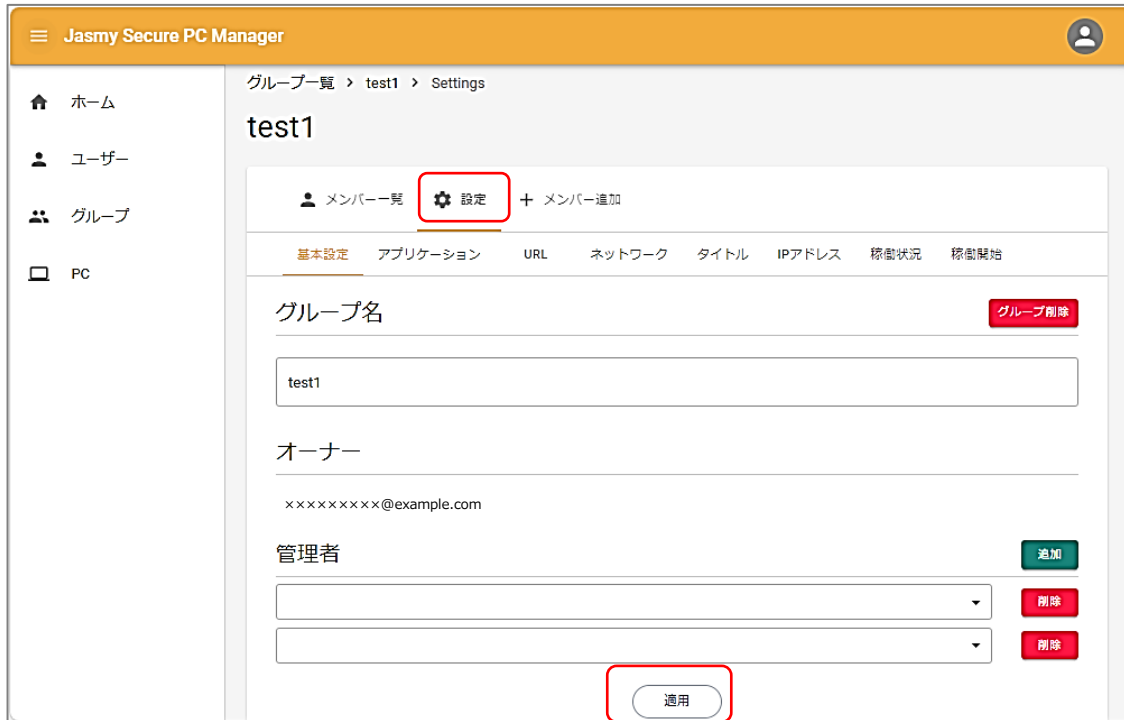 Jasmy Secure PC Manager
ホーム
ユーザー
グループ
PC
グループ一覧 > test1 > Settings
test1
メンバー一覧 設定 + メンバー追加
基本設定 アプリケーション URL ネットワーク タイトル IPアドレス 稼働状況 稼働開始
グループ名 グループ削除
test1
オーナー
×××××××××@example.com
管理者 追加
削除
削除
適用